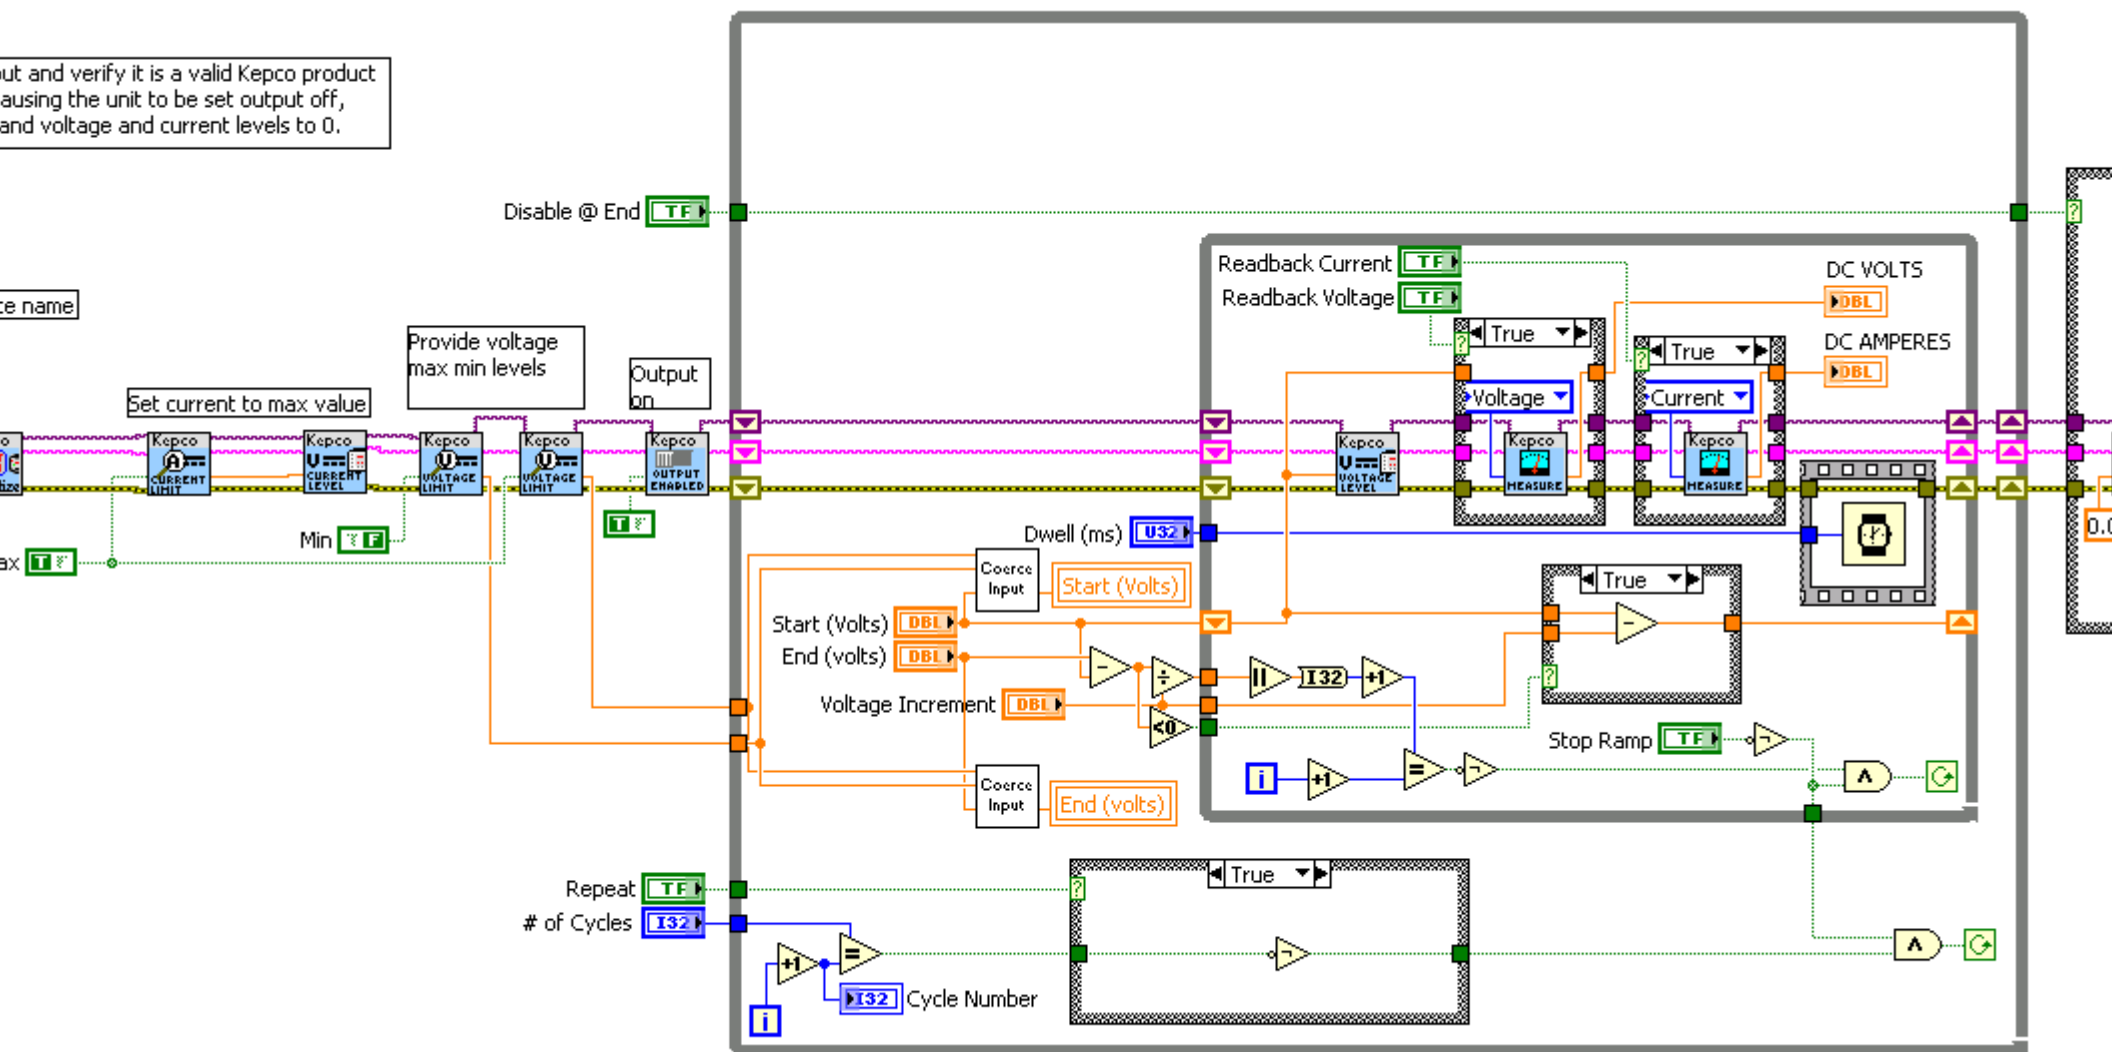 out and verify it is a valid Kepco product
ausing the unit to be set output off,
and voltage and current levels to 0.
Disable @ End
TF
Readback Current
TF
DC VOLTS
Readback Voltage
TF
DBL
ce name
Provide voltage
max min levels
True
True
DC AMPERES
Output
on
DBL
Set current to max value
Voltage
Current
Kepco
CURRENT
LIMIT
Kepco
CURRENT
LEVEL
Kepco
VOLTAGE
LIMIT
Kepco
VOLTAGE
LIMIT
Kepco
OUTPUT
ENABLED
Kepco
VOLTAGE
LEVEL
Kepco
MEASURE
Kepco
MEASURE
T F
Dwell (ms)
U32
0.0
Min
T F
ax
T F
Coerce
Input
Start (Volts)
True
Start (Volts)
DBL
End (volts)
DBL
Voltage Increment
DBL
I32
+1
<0
Stop Ramp
TF
i
+1
=
Coerce
Input
End (volts)
True
Repeat
TF
# of Cycles
I32
+1
=
I32
Cycle Number
i